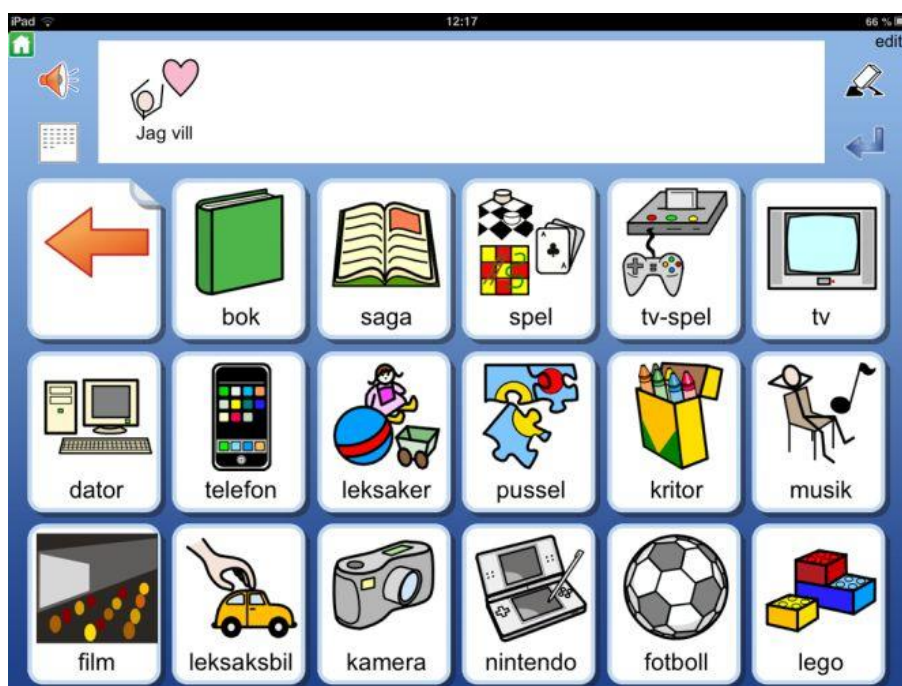 iPad 12:17 66 %
edit
Jag vill
bok saga spel tv-spel tv
dator telefon leksaker pussel kritor musik
film leksaksbil kamera nintendo fotboll lego